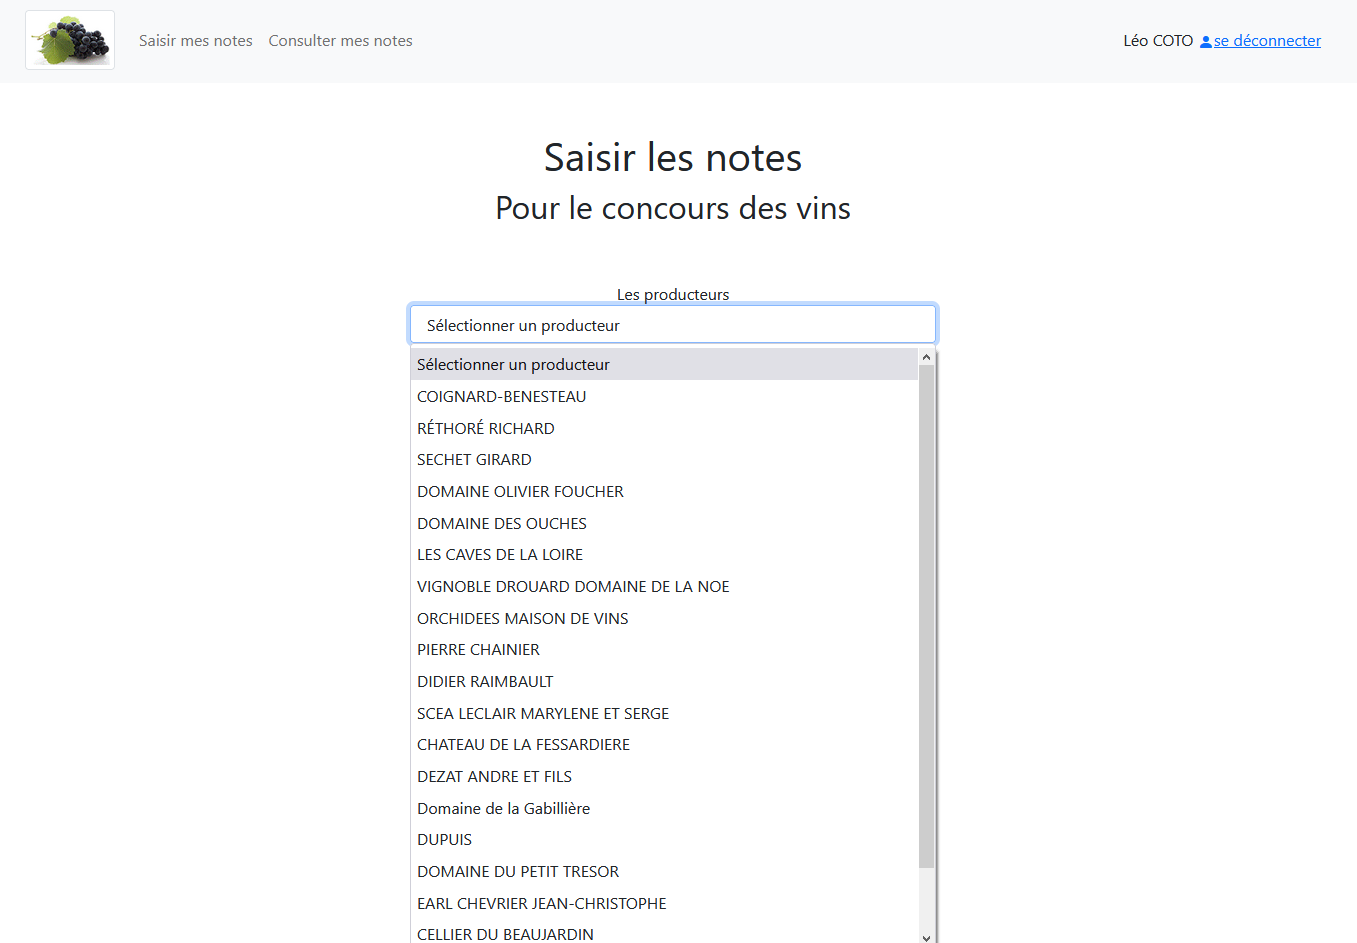 Saisir mes notes Consulter mes notes Léo COTO se déconnecter
Saisir les notes
Pour le concours des vins
Les producteurs
Sélectionner un producteur
Sélectionner un producteur
COIGNARD-BENESTEAU
RÉTHORÉ RICHARD
SECHET GIRARD
DOMAINE OLIVIER FOUCHER
DOMAINE DES OUCHES
LES CAVES DE LA LOIRE
VIGNOBLE DROUARD DOMAINE DE LA NOE
ORCHIDEES MAISON DE VINS
PIERRE CHAINIER
DIDIER RAIMBAULT
SCEA LECLAIR MARYLENE ET SERGE
CHATEAU DE LA FESSARDIERE
DEZAT ANDRE ET FILS
Domaine de la Gabillière
DUPUIS
DOMAINE DU PETIT TRESOR
EARL CHEVRIER JEAN-CHRISTOPHE
CELLIER DU BEAUJARDIN